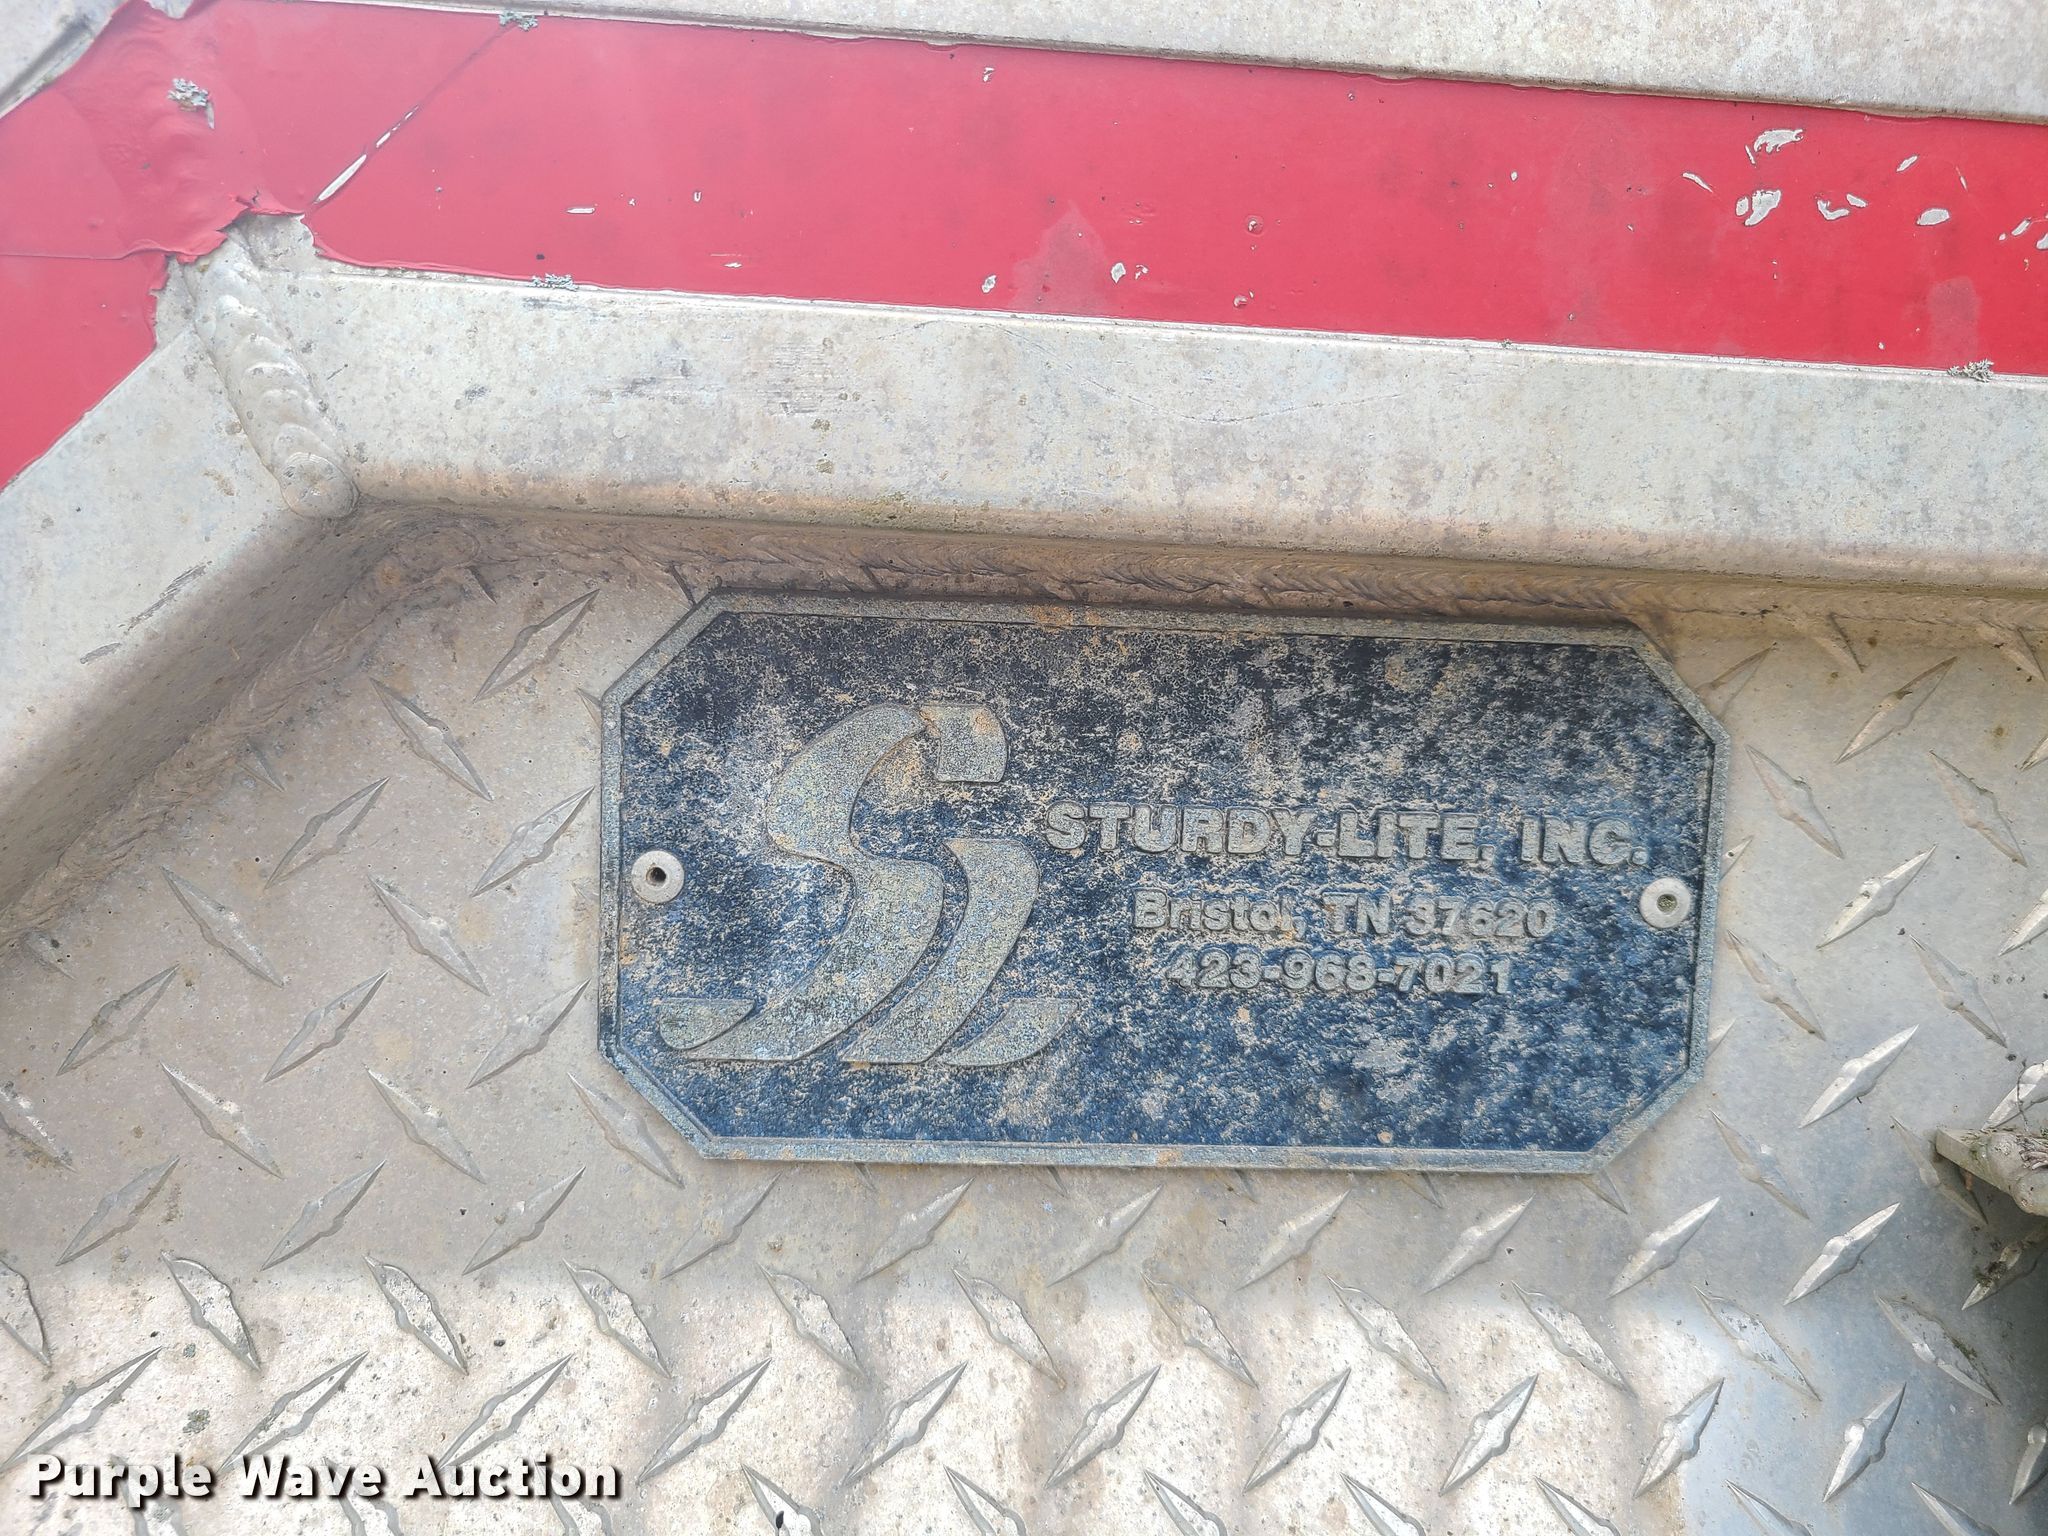 STURDY-LITE, INC.
Bristol, TN 37620
423-968-7021
Purple Wave Auction